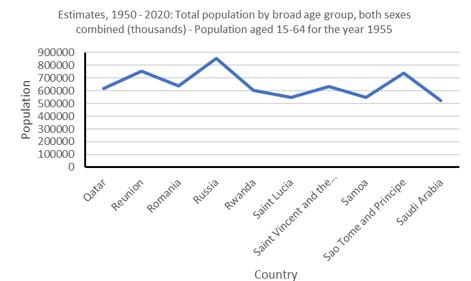 Estimates, 1950 - 2020: Total population by broad age group, both sexes
combined (thousands) - Population aged 15-64 for the year 1955
900000
800000
700000
600000
500000
400000
300000
200000
100000
0
Population
Qatar
Reunion
Romania
Russia
Rwanda
Saint Lucia
Saint Vincent and the...
Samoa
Sao Tome and Principe
Saudi Arabia
Country